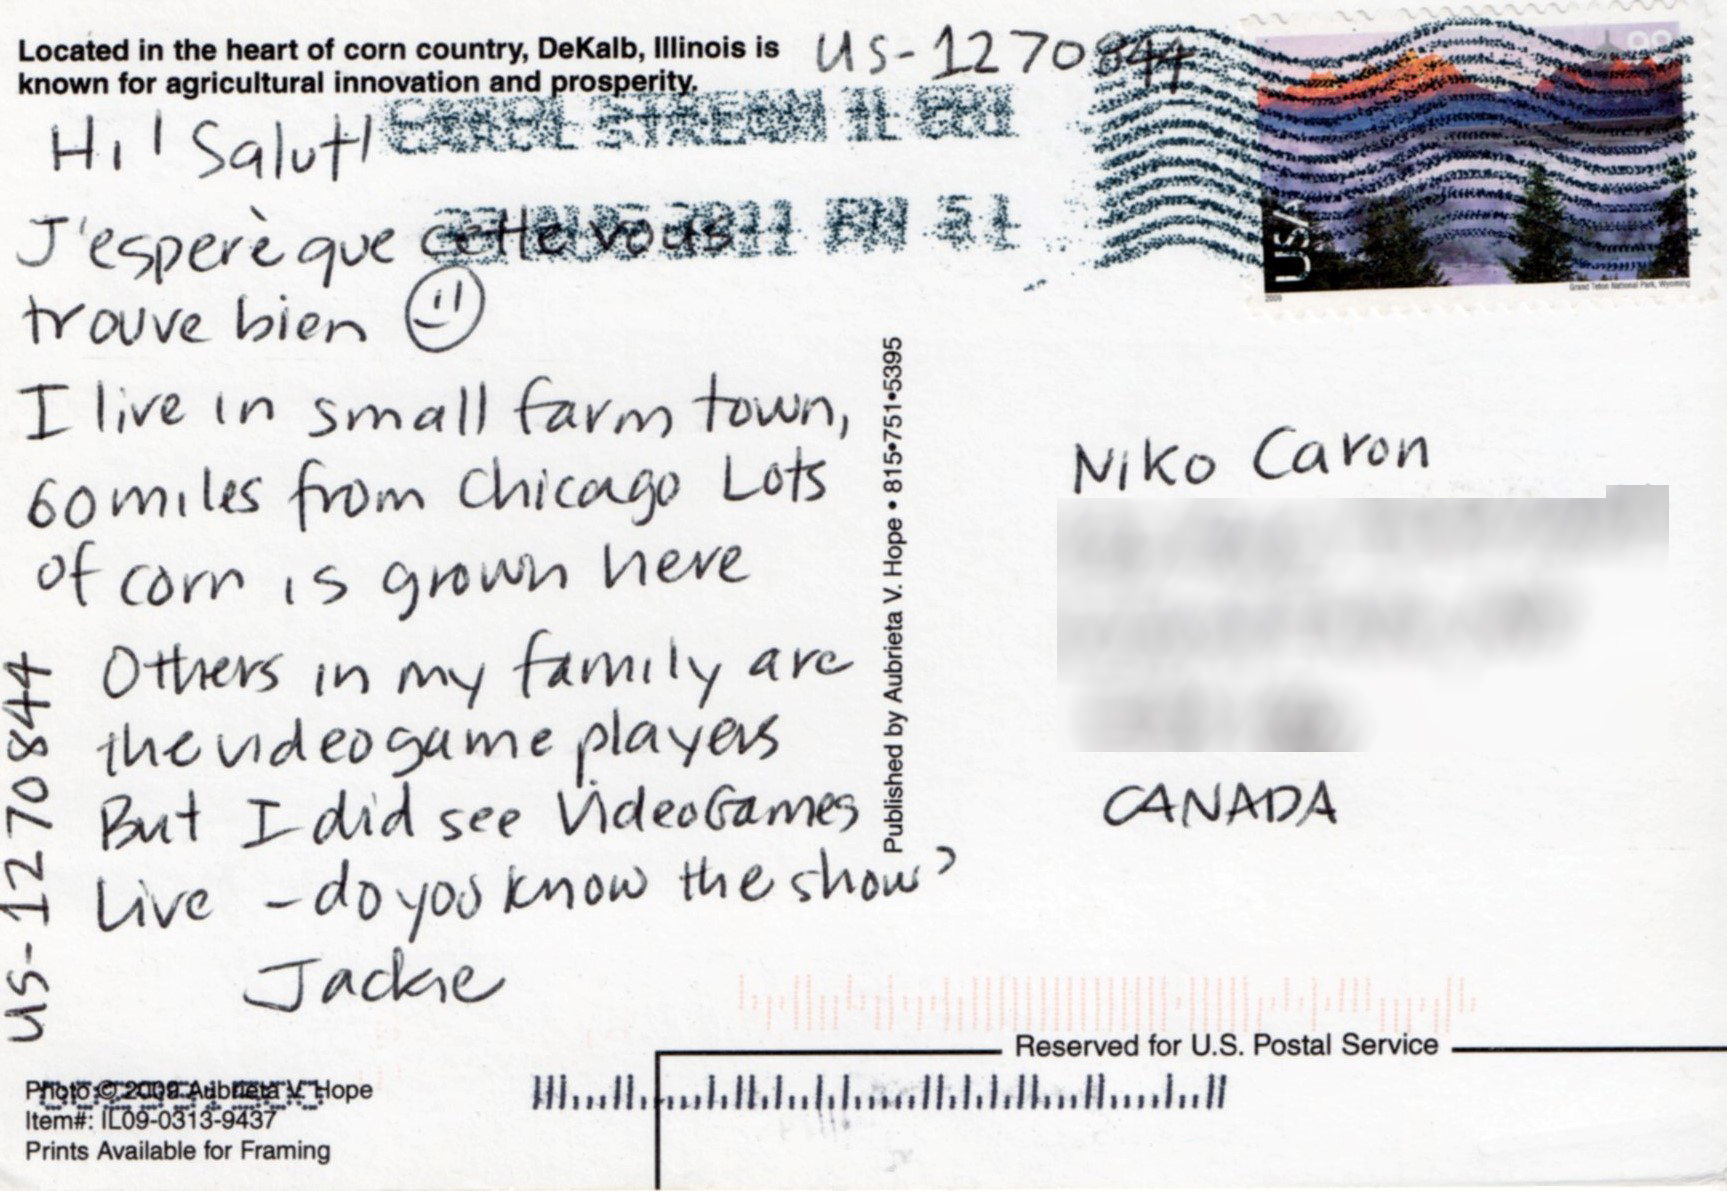 Located in the heart of corn country, DeKalb, Illinois is
known for agricultural innovation and prosperity.
US-1270844
CAROL STREAM IL 601
2011 PM 5 L
USA
98
2009
Grand Teton National Park, Wyoming
Hi! Salut!
J'esperè que cette vous
trouve bien
I live in small farm town,
60 miles from Chicago Lots
of corn is grown here
Others in my family are
the videogame players
But I did see VideoGames
Live - do you know the show?
Jackie
US-1270844
Published by Aubrieta V. Hope • 815•751•5395
Niko Caron
CANADA
Reserved for U.S. Postal Service
Photo © 2009 Aubrieta V. Hope
Item#: IL09-0313-9437
Prints Available for Framing